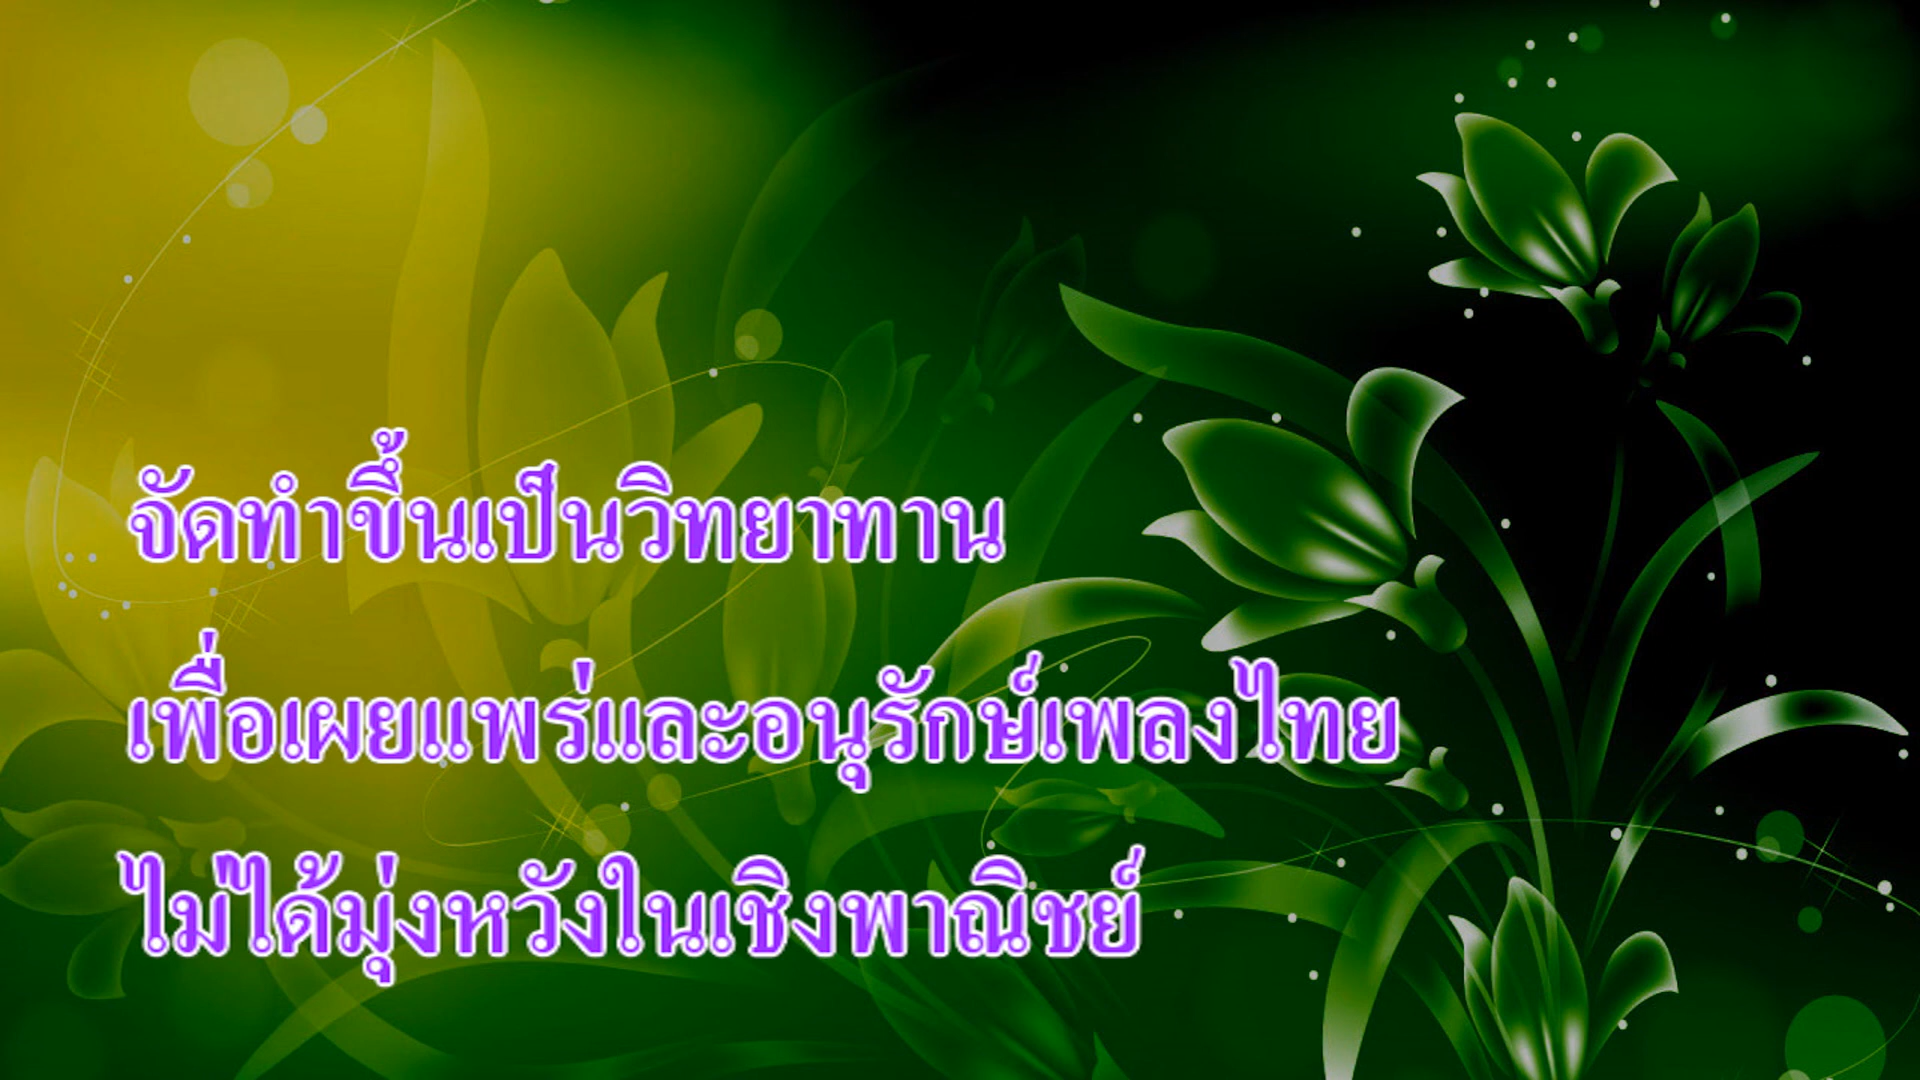 จัดทำขึ้นเป็นวิทยาทาน
เพื่อเผยแพร่และอนุรักษ์เพลงไทย
ไม่ได้มุ่งหวังในเชิงพาณิชย์